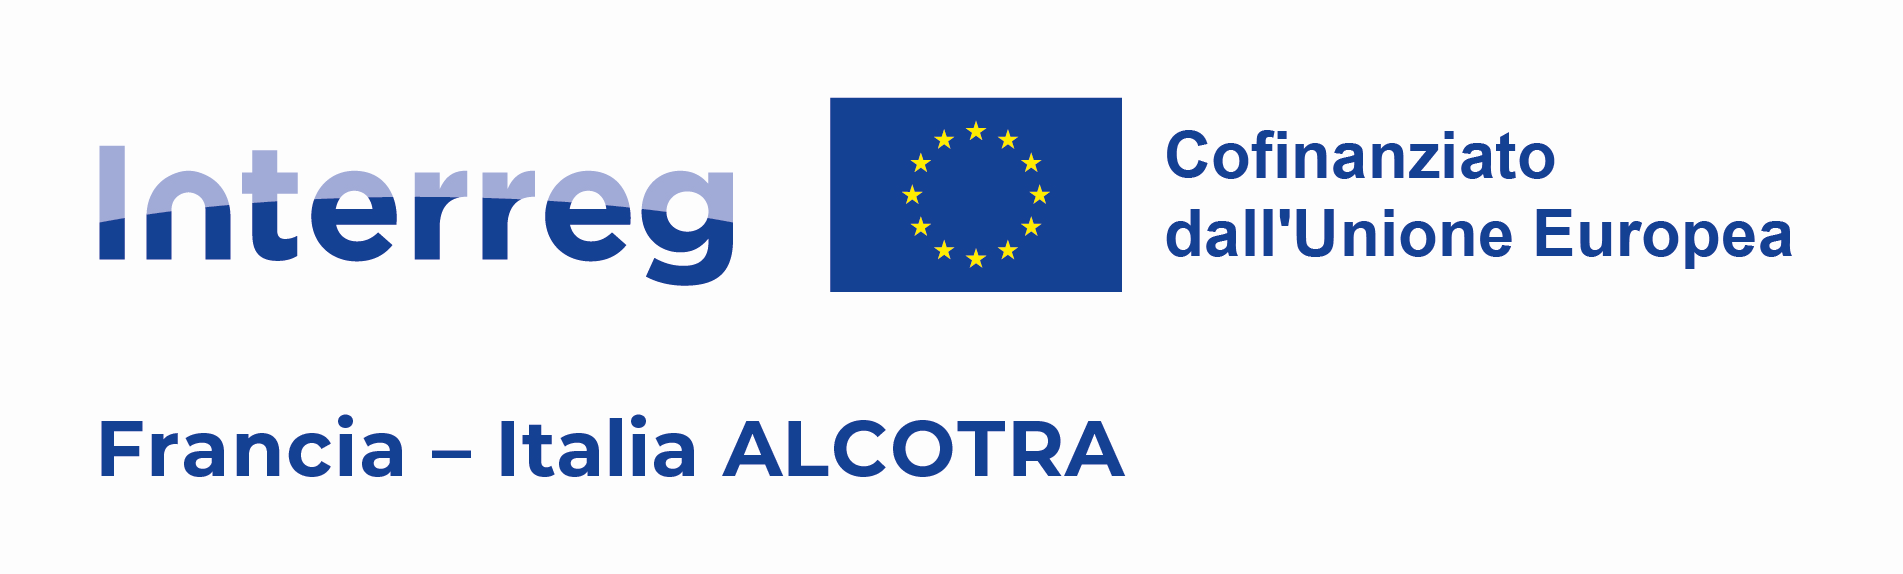 Interreg
Cofinanziato
dall'Unione Europea
Francia – Italia ALCOTRA